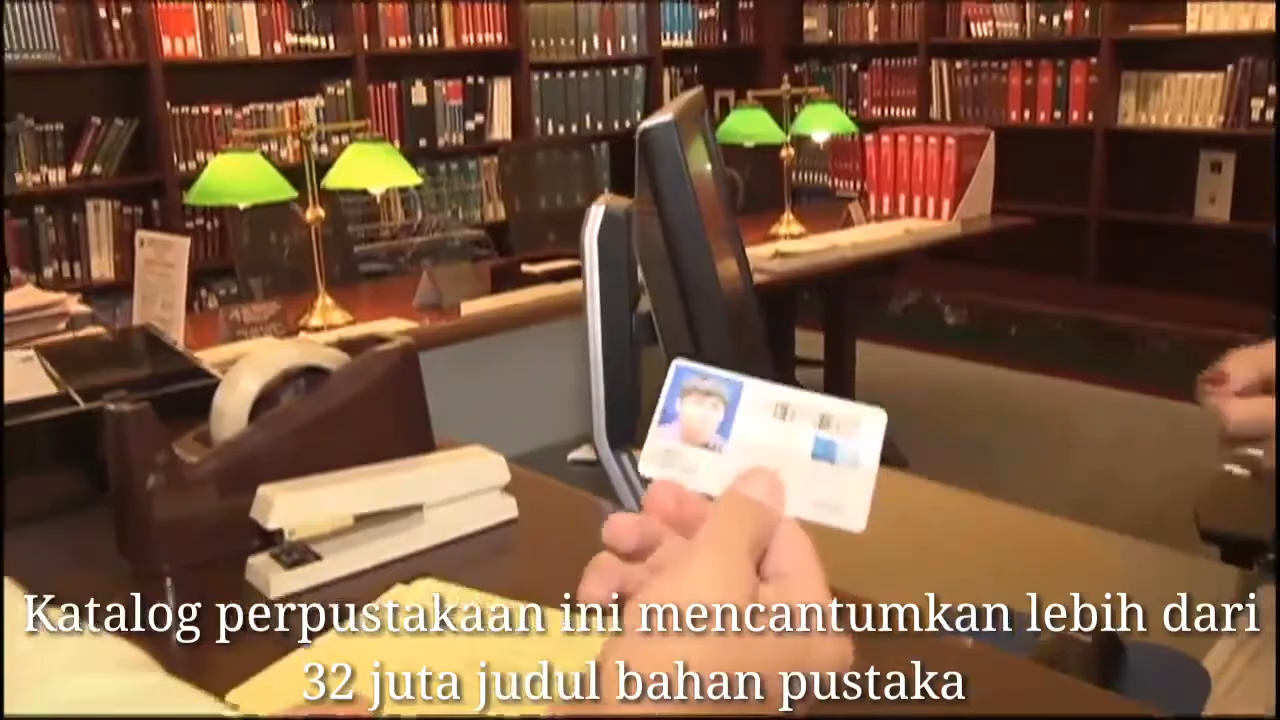 Katalog perpustakaan ini mencantumkan lebih dari
32 juta judul bahan pustaka